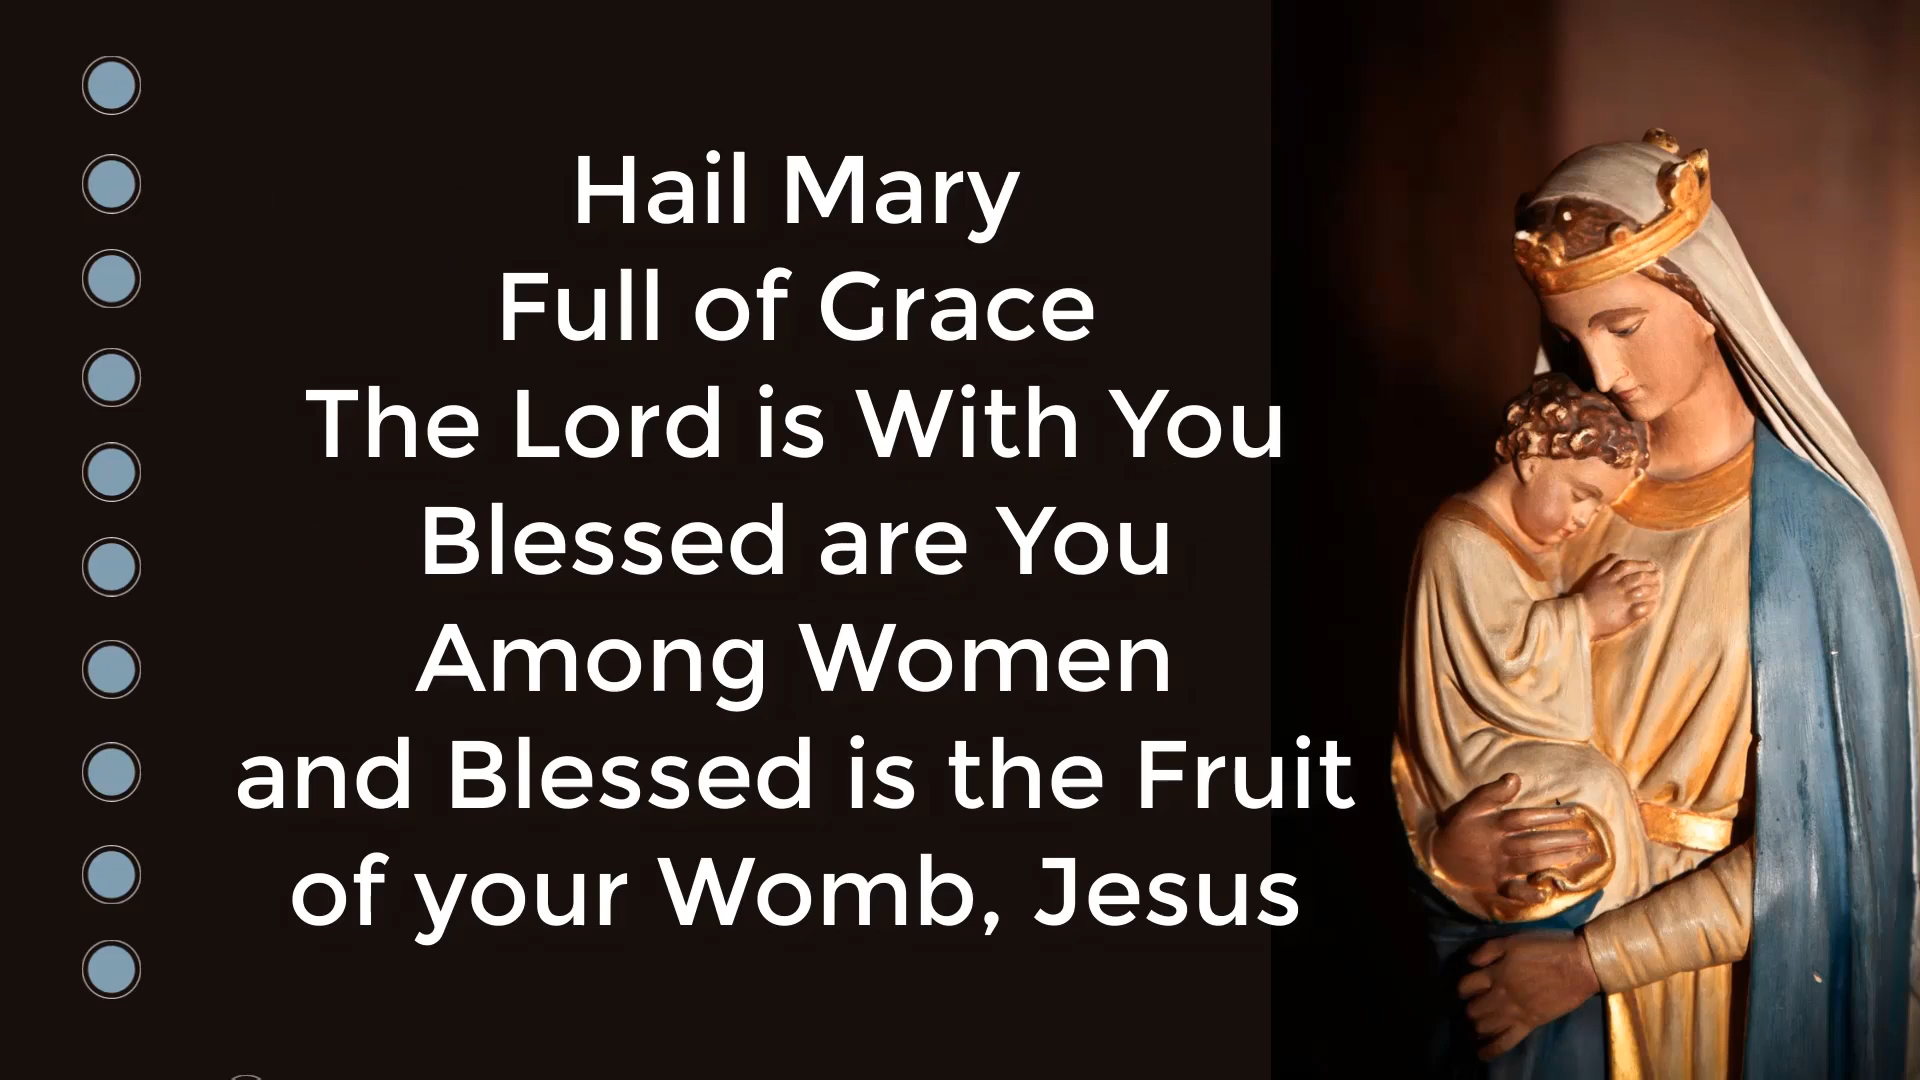 Hail Mary
Full of Grace
The Lord is With You
Blessed are You
Among Women
and Blessed is the Fruit
of your Womb, Jesus